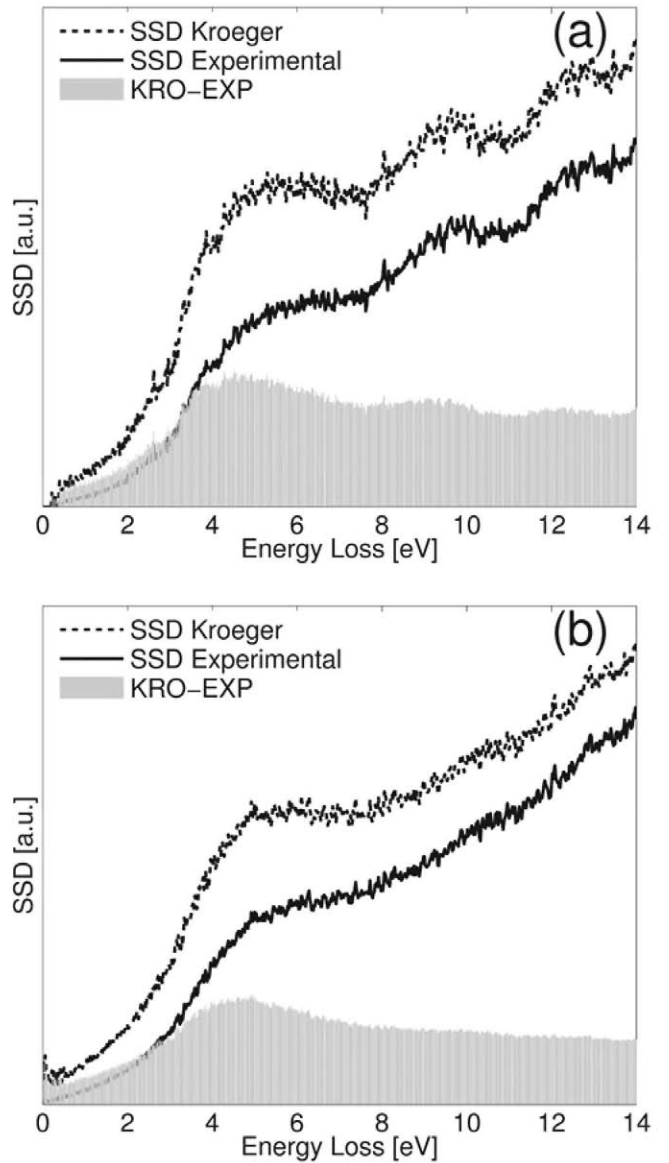 (a)
SSD Kroeger
SSD Experimental
KRO−EXP
SSD [a.u.]
0 2 4 6 8 10 12 14
Energy Loss [eV]
(b)
SSD Kroeger
SSD Experimental
KRO−EXP
SSD [a.u.]
0 2 4 6 8 10 12 14
Energy Loss [eV]